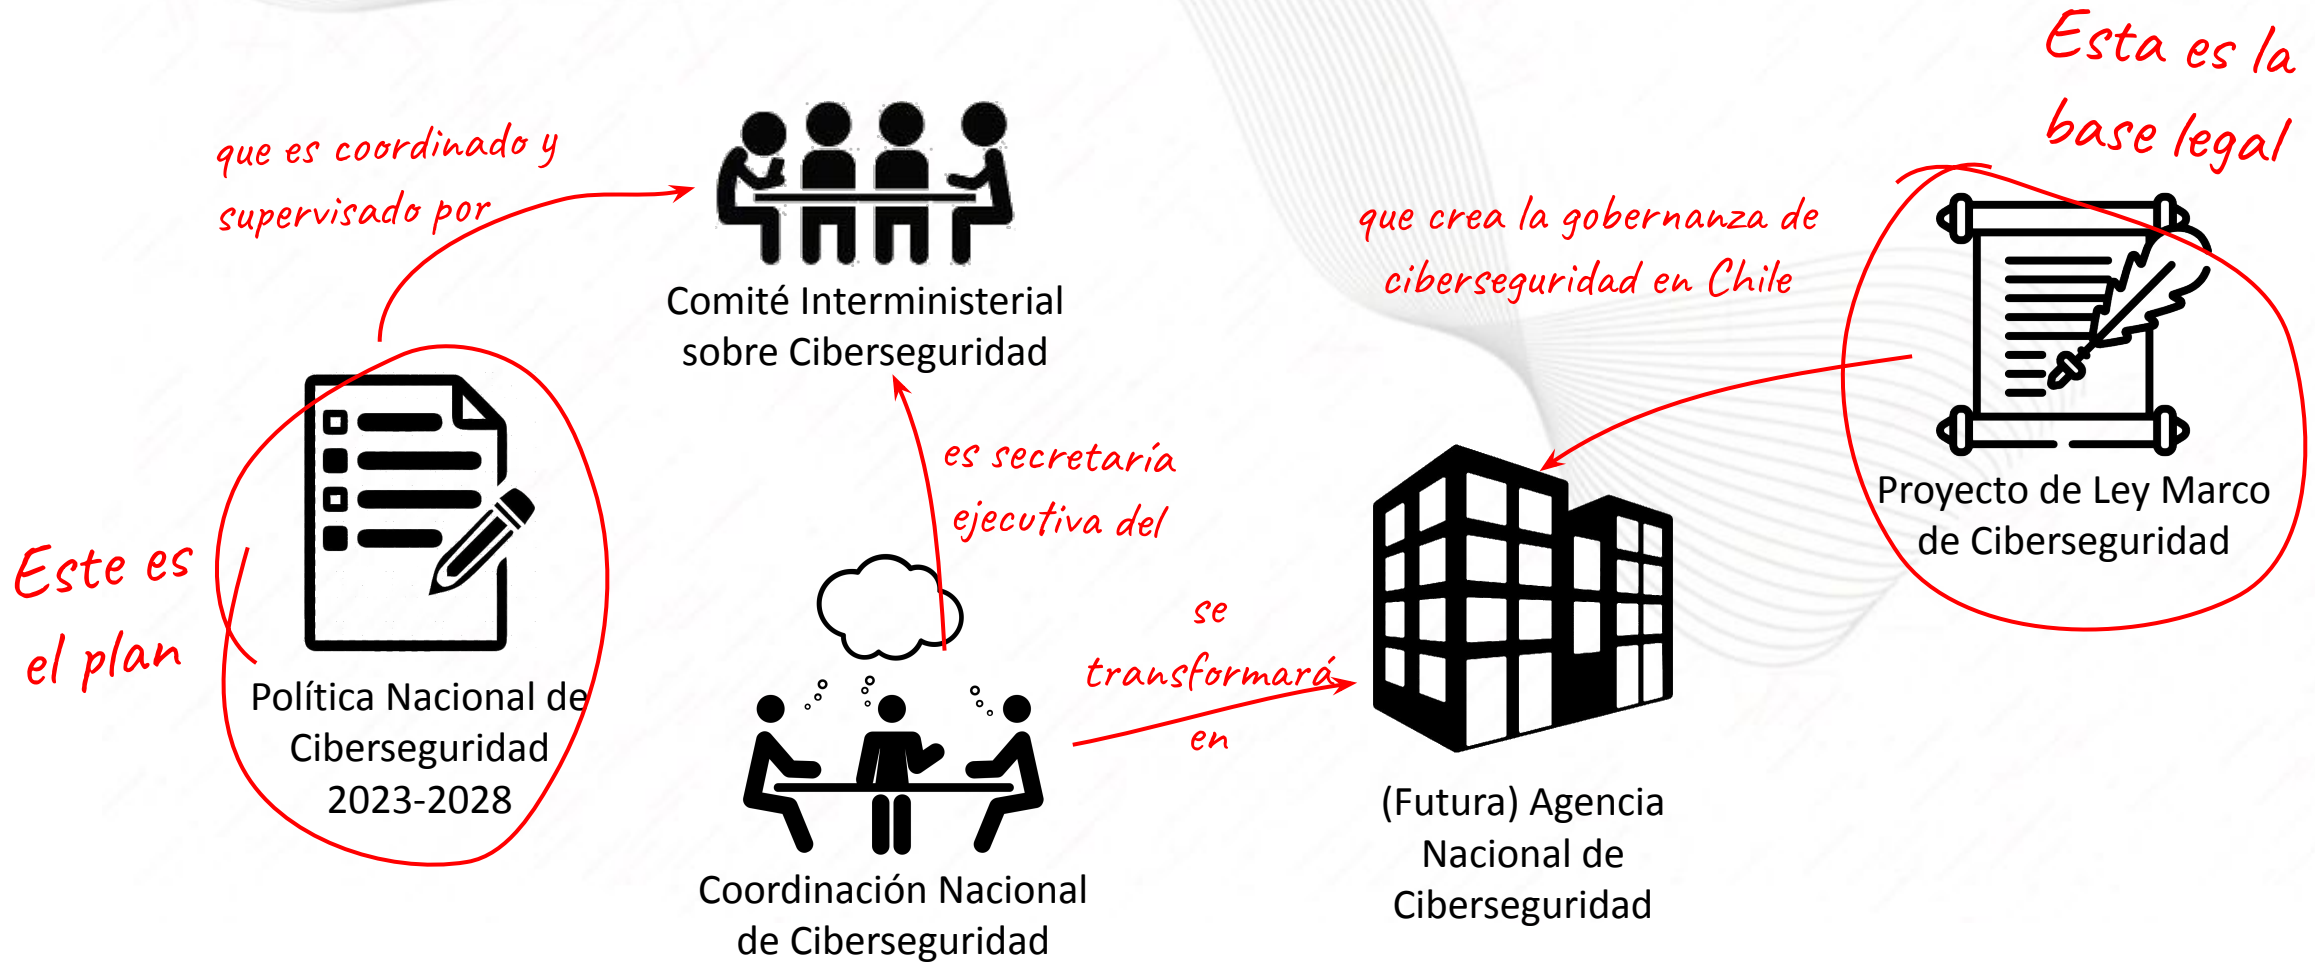 Esta es la
base legal
que es coordinado y
supervisado por
que crea la gobernanza de
ciberseguridad en Chile
Comité Interministerial
sobre Ciberseguridad
es secretaría
ejecutiva del
Proyecto de Ley Marco
de Ciberseguridad
Este es
el plan
se
transformará
en
Política Nacional de
Ciberseguridad
2023-2028
(Futura) Agencia
Nacional de
Ciberseguridad
Coordinación Nacional
de Ciberseguridad